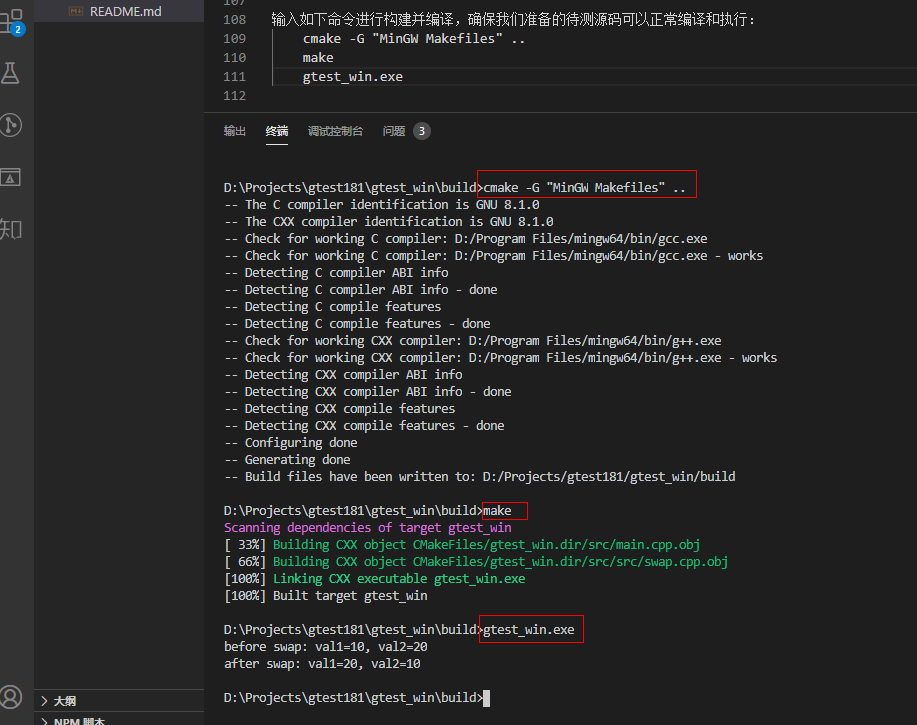 2
README.md
107
108 输入如下命令进行构建并编译，确保我们准备的待测源码可以正常编译和执行：
109 cmake -G "MinGW Makefiles" ..
110 make
111 gtest_win.exe
112
输出 终端 调试控制台 问题 3
D:\Projects\gtest181\gtest_win\build>cmake -G "MinGW Makefiles" ..
-- The C compiler identification is GNU 8.1.0
-- The CXX compiler identification is GNU 8.1.0
-- Check for working C compiler: D:/Program Files/mingw64/bin/gcc.exe
-- Check for working C compiler: D:/Program Files/mingw64/bin/gcc.exe - works
-- Detecting C compiler ABI info
-- Detecting C compiler ABI info - done
-- Detecting C compile features
-- Detecting C compile features - done
-- Check for working CXX compiler: D:/Program Files/mingw64/bin/g++.exe
-- Check for working CXX compiler: D:/Program Files/mingw64/bin/g++.exe - works
-- Detecting CXX compiler ABI info
-- Detecting CXX compiler ABI info - done
-- Detecting CXX compile features
-- Detecting CXX compile features - done
-- Configuring done
-- Generating done
-- Build files have been written to: D:/Projects/gtest181/gtest_win/build
D:\Projects\gtest181\gtest_win\build>make
Scanning dependencies of target gtest_win
[ 33%] Building CXX object CMakeFiles/gtest_win.dir/src/main.cpp.obj
[ 66%] Building CXX object CMakeFiles/gtest_win.dir/src/src/swap.cpp.obj
[100%] Linking CXX executable gtest_win.exe
[100%] Built target gtest_win
D:\Projects\gtest181\gtest_win\build>gtest_win.exe
before swap: val1=10, val2=20
after swap: val1=20, val2=10
D:\Projects\gtest181\gtest_win\build>
知
大纲
NPM 脚本